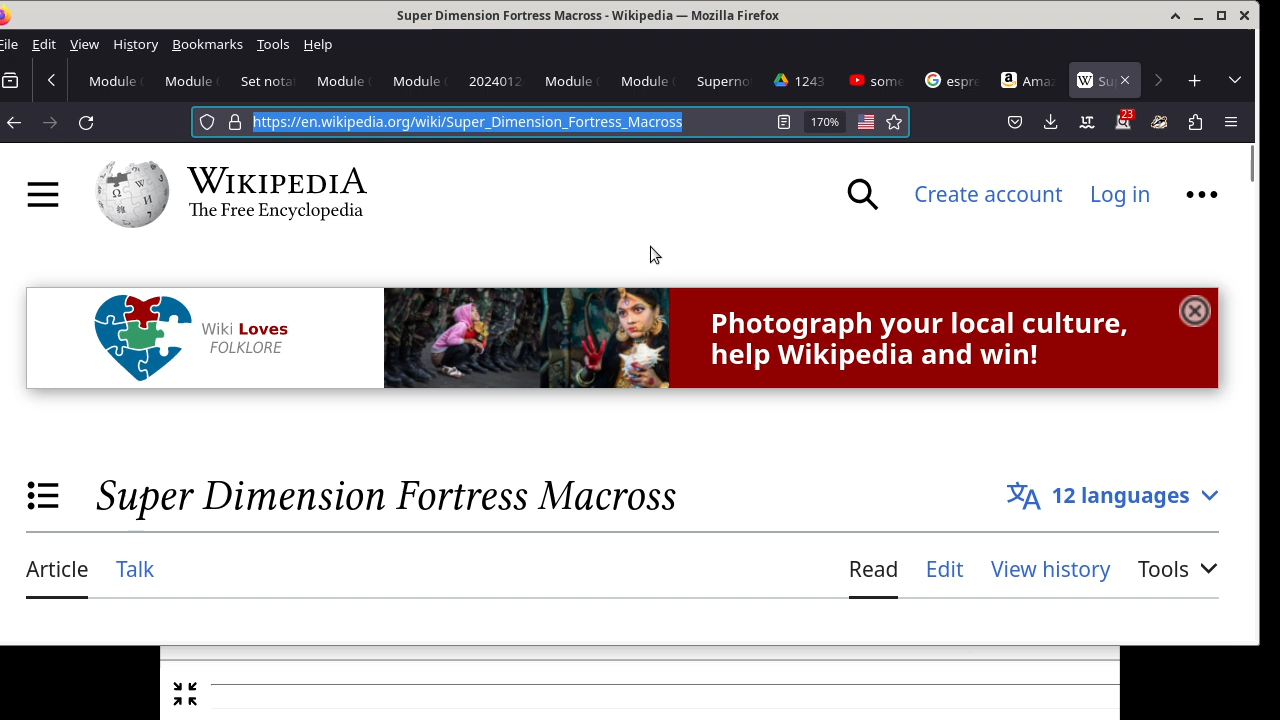 Super Dimension Fortress Macross - Wikipedia — Mozilla Firefox
File Edit View History Bookmarks Tools Help
Module Module Set nota Module Module 2024012 Module Module Superno 1243 some espre Amaz Su
https://en.wikipedia.org/wiki/Super_Dimension_Fortress_Macross 170% 23
WIKIPEDIA
The Free Encyclopedia
Create account Log in
Wiki Loves
FOLKLORE
Photograph your local culture,
help Wikipedia and win!
Super Dimension Fortress Macross 12 languages
Article Talk Read Edit View history Tools